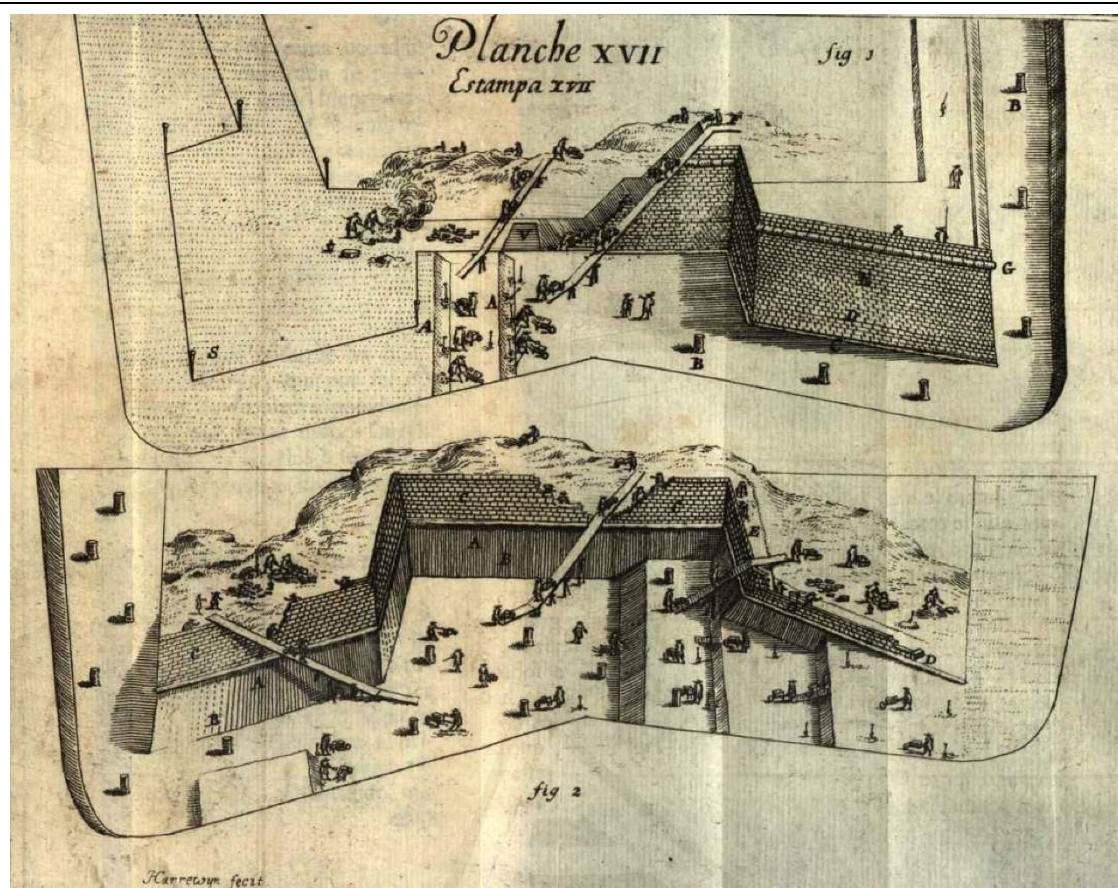 Planche XVII
Estampa XVII
fig 1
B
F
F
V
G
A
A
H
D
C
B
S
C
C
A
B
E
C
A
B
D
fig 2
Harrewyn fecit